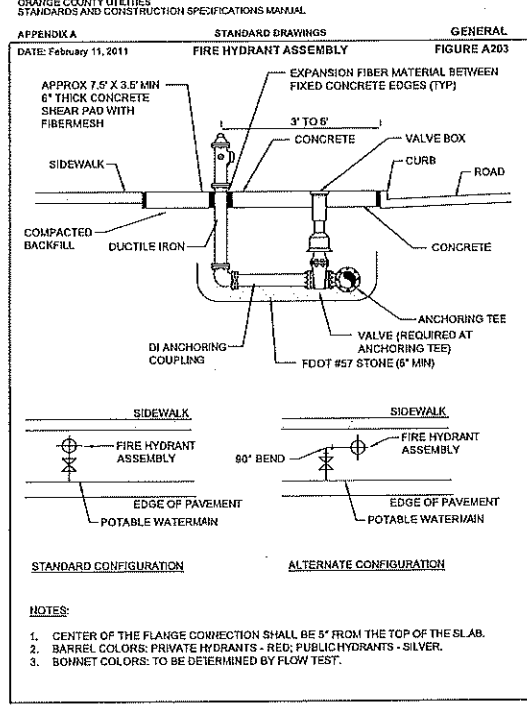 ORANGE COUNTY UTILITIES
STANDARDS AND CONSTRUCTION SPECIFICATIONS MANUAL
APPENDIX A STANDARD DRAWINGS GENERAL
DATE: February 11, 2011 FIRE HYDRANT ASSEMBLY FIGURE A203
EXPANSION FIBER MATERIAL BETWEEN
FIXED CONCRETE EDGES (TYP)
APPROX 7.5' X 3.5' MIN
6" THICK CONCRETE
SHEAR PAD WITH
FIBERMESH
3' TO 6'
CONCRETE
VALVE BOX
SIDEWALK
CURB
ROAD
COMPACTED
BACKFILL
DUCTILE IRON
CONCRETE
ANCHORING TEE
DI ANCHORING
COUPLING
VALVE (REQUIRED AT
ANCHORING TEE)
FDOT #57 STONE (6" MIN)
SIDEWALK
FIRE HYDRANT
ASSEMBLY
EDGE OF PAVEMENT
POTABLE WATERMAIN
STANDARD CONFIGURATION
SIDEWALK
90° BEND
FIRE HYDRANT
ASSEMBLY
EDGE OF PAVEMENT
POTABLE WATERMAIN
ALTERNATE CONFIGURATION
NOTES:
1. CENTER OF THE FLANGE CONNECTION SHALL BE 5" FROM THE TOP OF THE SLAB.
2. BARREL COLORS: PRIVATE HYDRANTS - RED; PUBLIC HYDRANTS - SILVER.
3. BONNET COLORS: TO BE DETERMINED BY FLOW TEST.